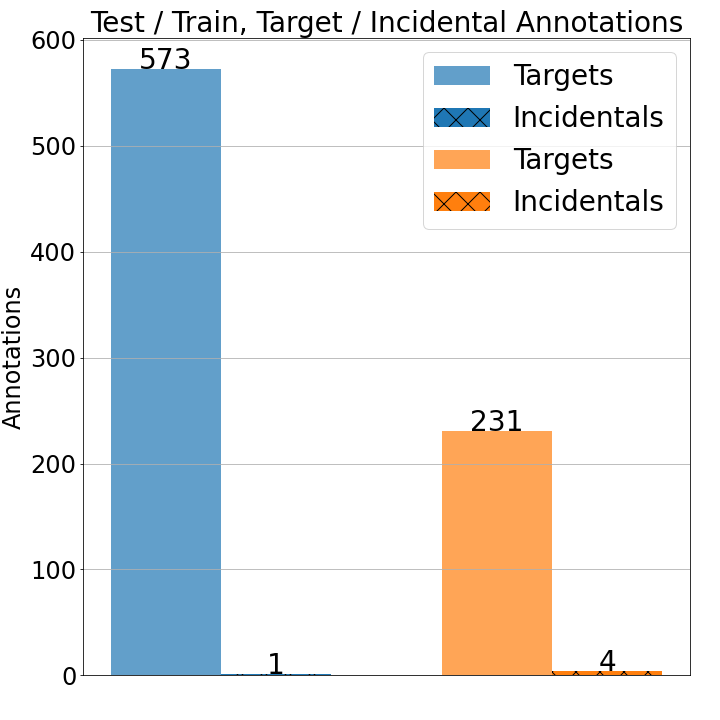 Test / Train, Target / Incidental Annotations
600
573
Targets
Incidentals
Targets
Incidentals
500
400
300
Annotations
231
200
100
1
4
0